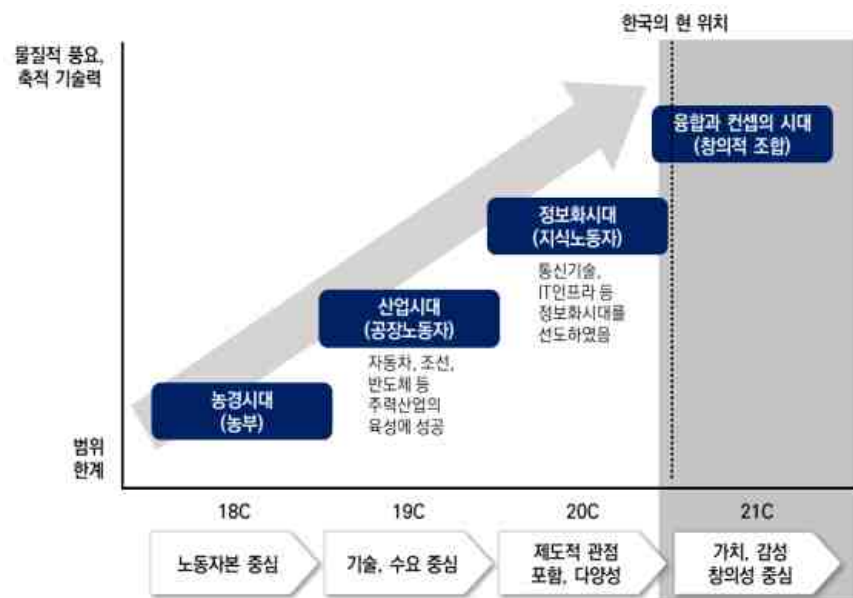 한국의 현 위치
물질적 풍요,
축적 기술력
융합과 컨셉의 시대
(창의적 조합)
정보화시대
(지식노동자)
통신기술,
IT인프라 등
정보화시대를
선도하였음
산업시대
(공장노동자)
자동차, 조선,
반도체 등
주력산업의
육성에 성공
농경시대
(농부)
범위
한계
18C
19C
20C
21C
노동자본 중심
기술, 수요 중심
제도적 관점
포함, 다양성
가치, 감성
창의성 중심